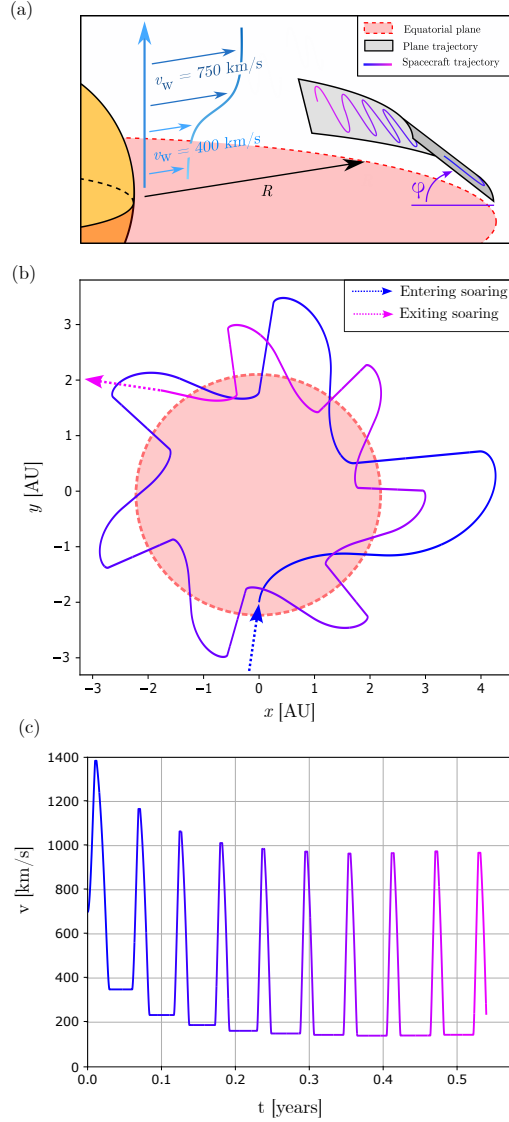 (a)
Equatorial plane
Plane trajectory
Spacecraft trajectory
v_w = 750 km/s
v_w = 400 km/s
R
φ
(b)
Entering soaring
Exiting soaring
3
2
1
0
−1
−2
−3
y [AU]
−3 −2 −1 0 1 2 3 4
x [AU]
(c)
1400
1200
1000
800
600
400
200
0
v [km/s]
0.0 0.1 0.2 0.3 0.4 0.5
t [years]